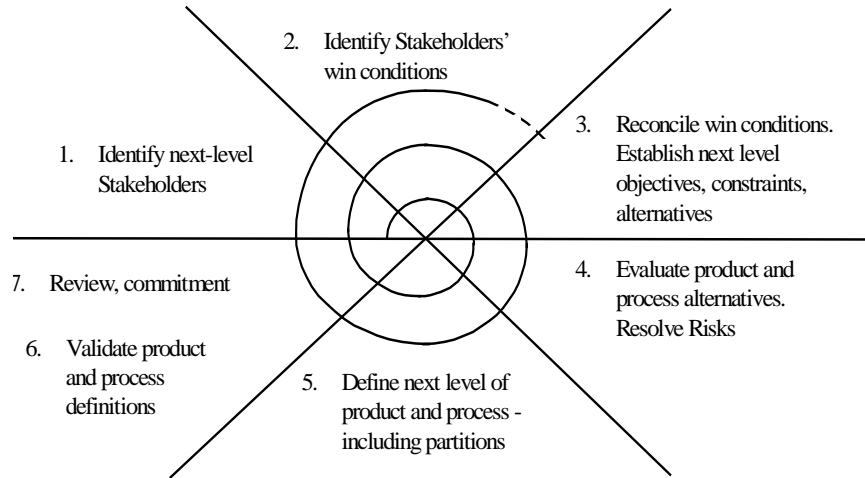 2. Identify Stakeholders’
win conditions
1. Identify next-level
Stakeholders
3. Reconcile win conditions.
Establish next level
objectives, constraints,
alternatives
4. Evaluate product and
process alternatives.
Resolve Risks
5. Define next level of
product and process -
including partitions
6. Validate product
and process
definitions
7. Review, commitment